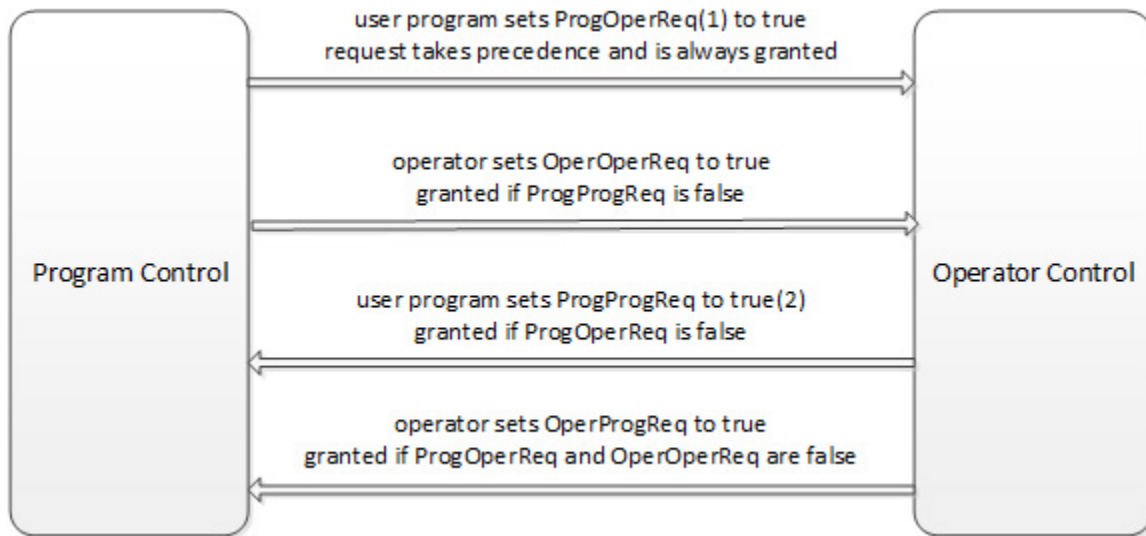 user program sets ProgOperReq(1) to true
request takes precedence and is always granted
operator sets OperOperReq to true
granted if ProgProgReq is false
Program Control
Operator Control
user program sets ProgProgReq to true(2)
granted if ProgOperReq is false
operator sets OperProgReq to true
granted if ProgOperReq and OperOperReq are false